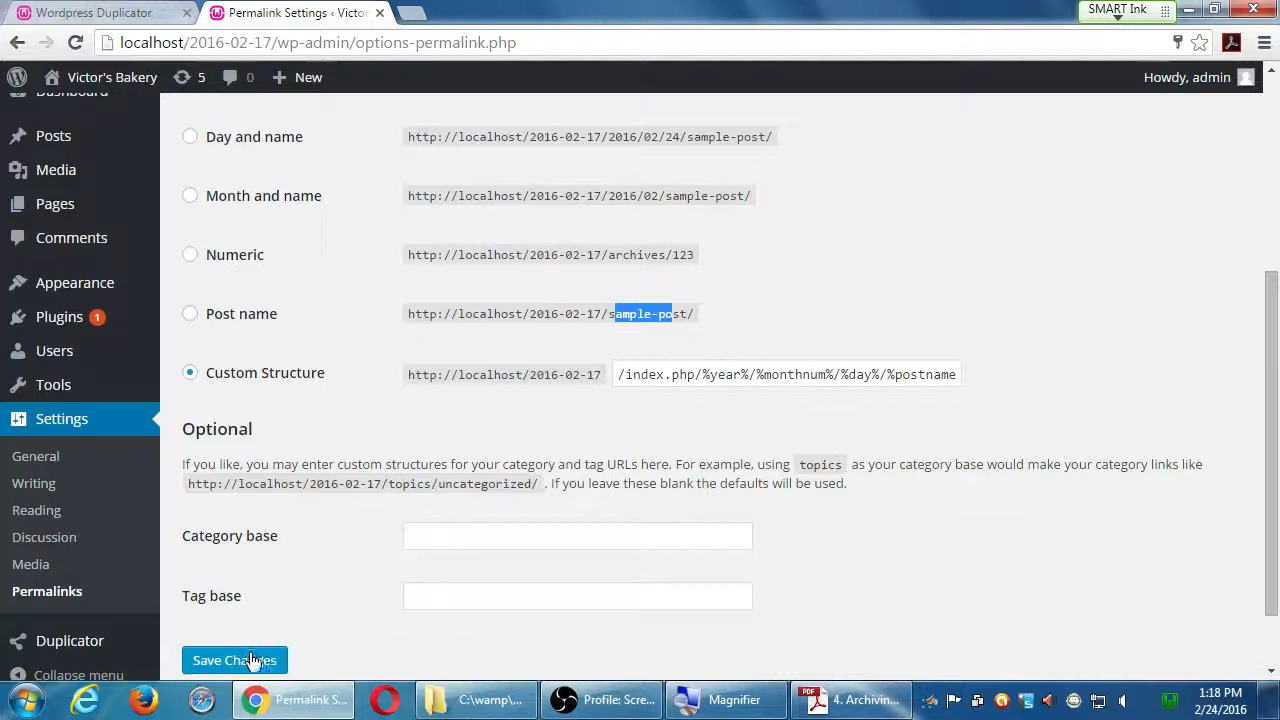 Wordpress Duplicator
Permalink Settings ‹ Victor
SMART Ink
localhost/2016-02-17/wp-admin/options-permalink.php
Victor's Bakery 5 0 New
Howdy, admin
Dashboard
Posts
Media
Pages
Comments
Appearance
Plugins 1
Users
Tools
Settings
General
Writing
Reading
Discussion
Media
Permalinks
Duplicator
Collapse menu
Day and name http://localhost/2016-02-17/2016/02/24/sample-post/
Month and name http://localhost/2016-02-17/2016/02/sample-post/
Numeric http://localhost/2016-02-17/archives/123
Post name http://localhost/2016-02-17/sample-post/
Custom Structure http://localhost/2016-02-17 /index.php/%year%/%monthnum%/%day%/%postname
Optional
If you like, you may enter custom structures for your category and tag URLs here. For example, using topics as your category base would make your category links like
http://localhost/2016-02-17/topics/uncategorized/ . If you leave these blank the defaults will be used.
Category base
Tag base
Save Changes
Permalink S...
C:\wamp\...
Profile: Scre...
Magnifier
PDF
4. Archivin...
1:18 PM
2/24/2016